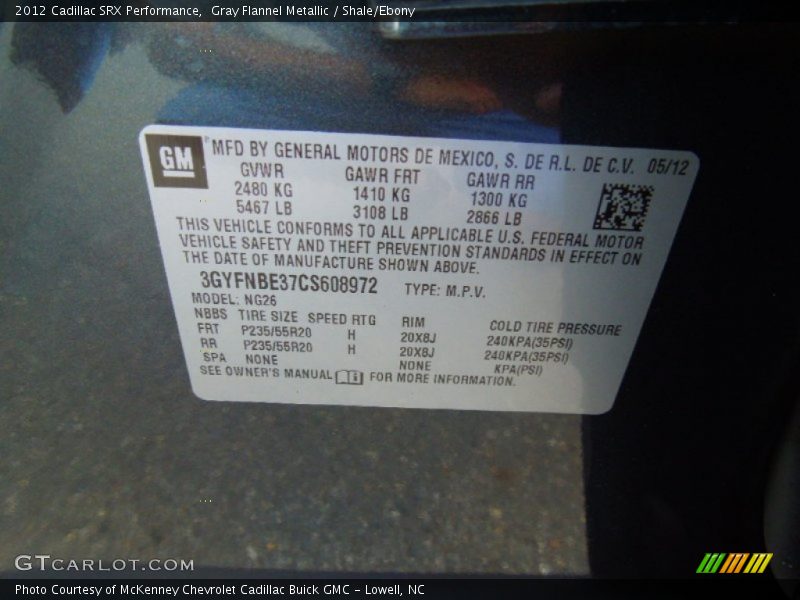 2012 Cadillac SRX Performance, Gray Flannel Metallic / Shale/Ebony
GM
MFD BY GENERAL MOTORS DE MEXICO, S. DE R.L. DE C.V. 05/12
GVWR GAWR FRT GAWR RR
2480 KG 1410 KG 1300 KG
5467 LB 3108 LB 2866 LB
THIS VEHICLE CONFORMS TO ALL APPLICABLE U.S. FEDERAL MOTOR
VEHICLE SAFETY AND THEFT PREVENTION STANDARDS IN EFFECT ON
THE DATE OF MANUFACTURE SHOWN ABOVE.
3GYFNBE37CS608972 TYPE: M.P.V.
MODEL: NG26
NBBS TIRE SIZE SPEED RTG RIM COLD TIRE PRESSURE
FRT P235/55R20 H 20X8J 240KPA(35PSI)
RR P235/55R20 H 20X8J 240KPA(35PSI)
SPA NONE NONE KPA(PSI)
SEE OWNER'S MANUAL FOR MORE INFORMATION.
GTCARLOT.COM
Photo Courtesy of McKenney Chevrolet Cadillac Buick GMC - Lowell, NC